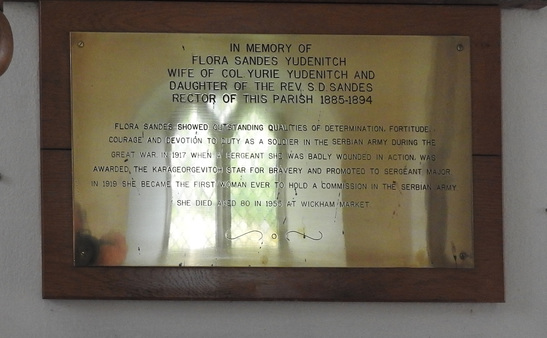 IN MEMORY OF
FLORA SANDES YUDENITCH
WIFE OF COL. YURIE YUDENITCH AND
DAUGHTER OF THE REV. S.D. SANDES
RECTOR OF THIS PARISH 1885-1894
FLORA SANDES SHOWED OUTSTANDING QUALITIES OF DETERMINATION, FORTITUDE,
COURAGE AND DEVOTION TO DUTY AS A SOLDIER IN THE SERBIAN ARMY DURING THE
GREAT WAR. IN 1917 WHEN A SERGEANT SHE WAS BADLY WOUNDED IN ACTION, WAS
AWARDED THE KARAGEORGEVITCH STAR FOR BRAVERY AND PROMOTED TO SERGEANT MAJOR
IN 1919 SHE BECAME THE FIRST WOMAN EVER TO HOLD A COMMISSION IN THE SERBIAN ARMY
SHE DIED AGED 80 IN AT WICKHAM MARKET